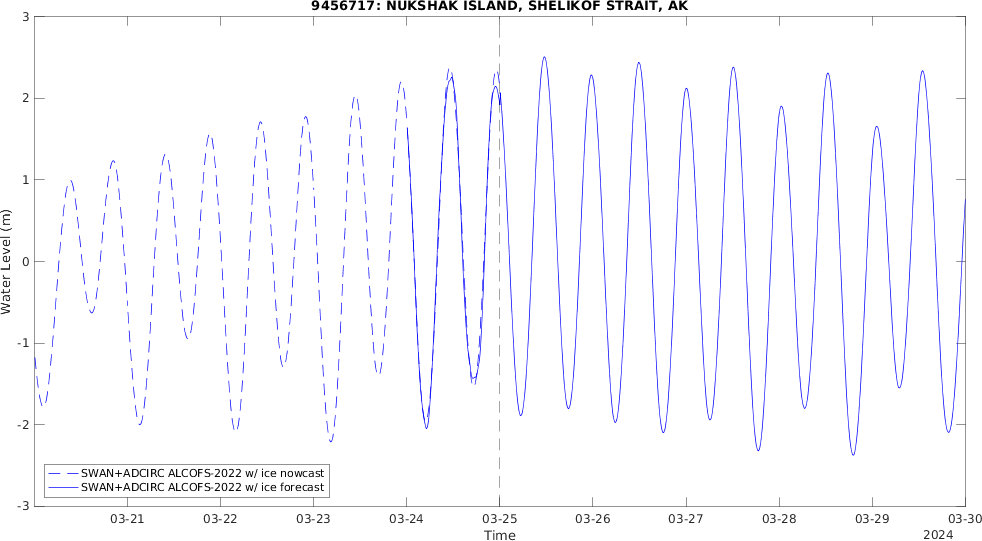 9456717: NUKSHAK ISLAND, SHELIKOF STRAIT, AK
3
2
1
0
-1
-2
-3
Water Level (m)
SWAN+ADCIRC ALCOFS-2022 w/ ice nowcast
SWAN+ADCIRC ALCOFS-2022 w/ ice forecast
03-21 03-22 03-23 03-24 03-25 03-26 03-27 03-28 03-29 03-30
Time
2024